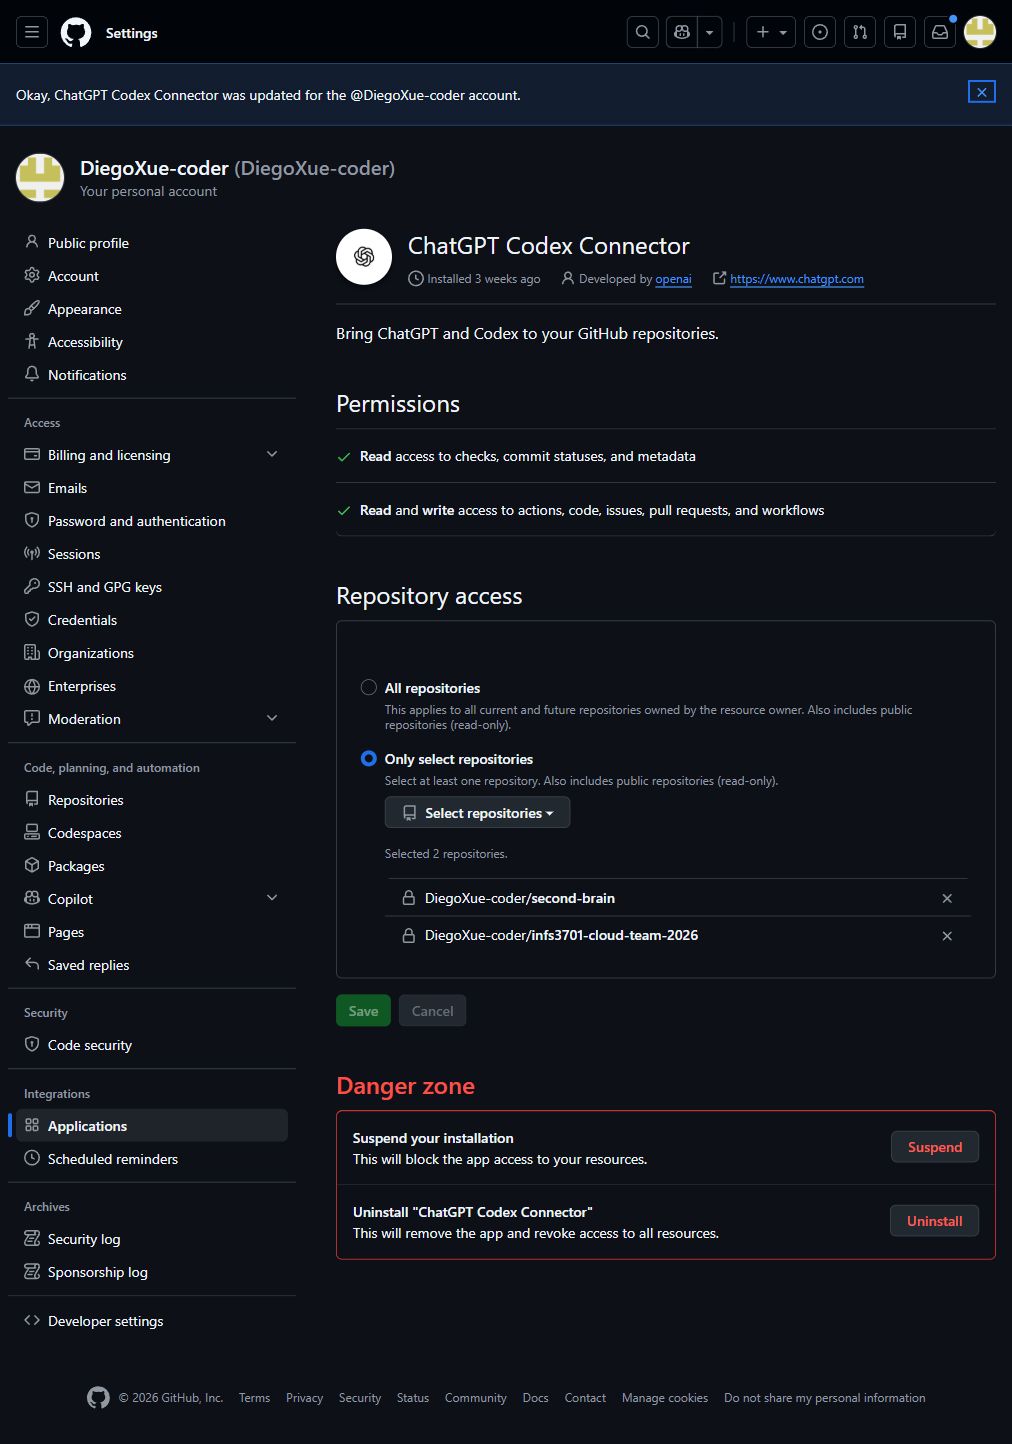 Settings
Okay, ChatGPT Codex Connector was updated for the @DiegoXue-coder account.
DiegoXue-coder (DiegoXue-coder)
Your personal account
Public profile
Account
Appearance
Accessibility
Notifications
Access
Billing and licensing
Emails
Password and authentication
Sessions
SSH and GPG keys
Credentials
Organizations
Enterprises
Moderation
Code, planning, and automation
Repositories
Codespaces
Packages
Copilot
Pages
Saved replies
Security
Code security
Integrations
Applications
Scheduled reminders
Archives
Security log
Sponsorship log
Developer settings
ChatGPT Codex Connector
Installed 3 weeks ago Developed by openai https://www.chatgpt.com
Bring ChatGPT and Codex to your GitHub repositories.
Permissions
Read access to checks, commit statuses, and metadata
Read and write access to actions, code, issues, pull requests, and workflows
Repository access
All repositories
This applies to all current and future repositories owned by the resource owner. Also includes public
repositories (read-only).
Only select repositories
Select at least one repository. Also includes public repositories (read-only).
Select repositories
Selected 2 repositories.
DiegoXue-coder/second-brain
DiegoXue-coder/infs3701-cloud-team-2026
Save Cancel
Danger zone
Suspend your installation
This will block the app access to your resources.
Suspend
Uninstall "ChatGPT Codex Connector"
This will remove the app and revoke access to all resources.
Uninstall
© 2026 GitHub, Inc. Terms Privacy Security Status Community Docs Contact Manage cookies Do not share my personal information